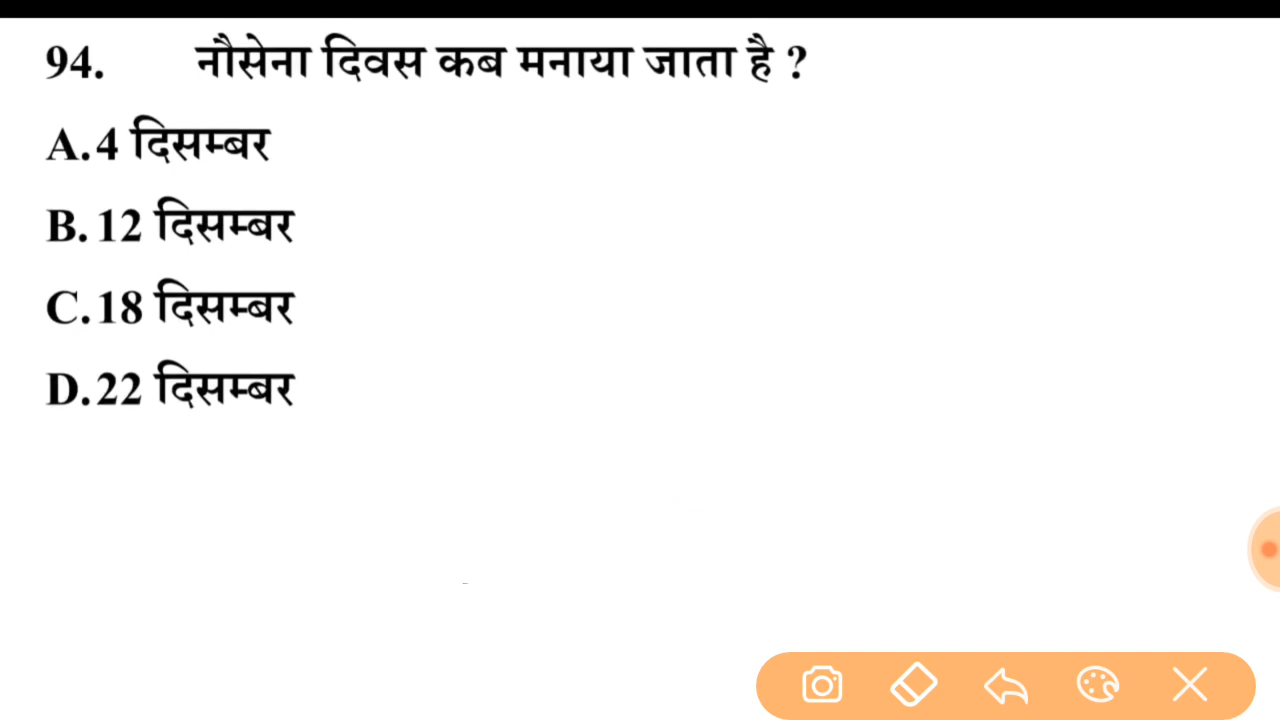 94. नौसेना दिवस कब मनाया जाता है ?
A. 4 दिसम्बर
B. 12 दिसम्बर
C. 18 दिसम्बर
D. 22 दिसम्बर